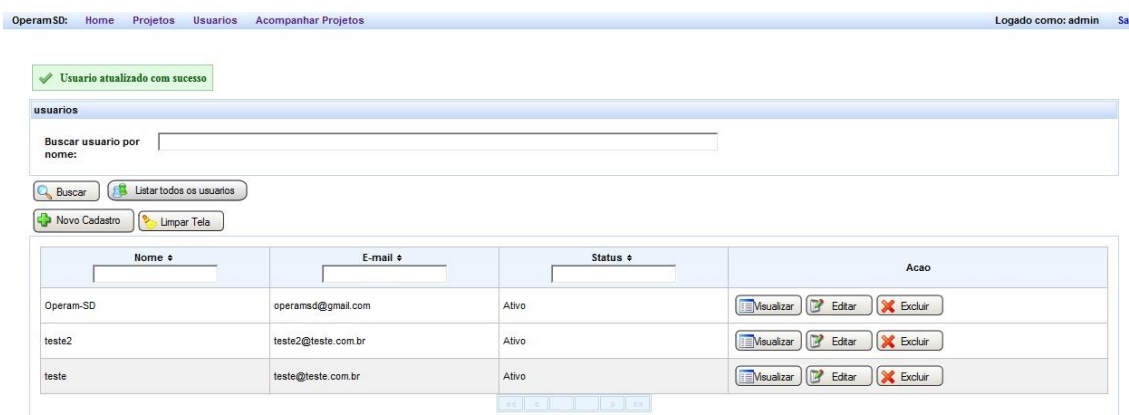 OperamSD: Home Projetos Usuarios Acompanhar Projetos Logado como: admin Sa
Usuario atualizado com sucesso
usuarios
Buscar usuario por
nome:
Buscar Listar todos os usuarios
Novo Cadastro Limpar Tela
Nome E-mail Status Acao
Operam-SD operamsd@gmail.com Ativo Visualizar Editar Excluir
teste2 teste2@teste.com.br Ativo Visualizar Editar Excluir
teste teste@teste.com.br Ativo Visualizar Editar Excluir
«« « » »»